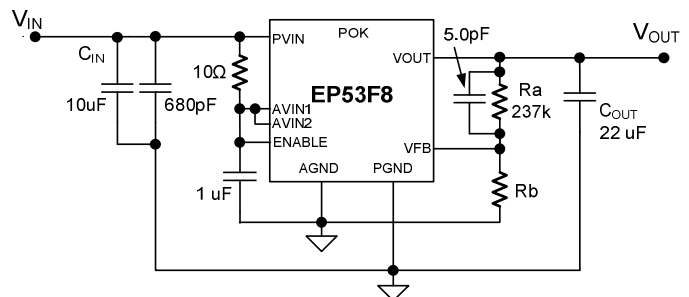 VIN
CIN
10uF
680pF
10Ω
1 uF
PVIN
POK
VOUT
EP53F8
AVIN1
AVIN2
ENABLE
VFB
AGND
PGND
5.0pF
Ra
237k
Rb
COUT
22 uF
VOUT